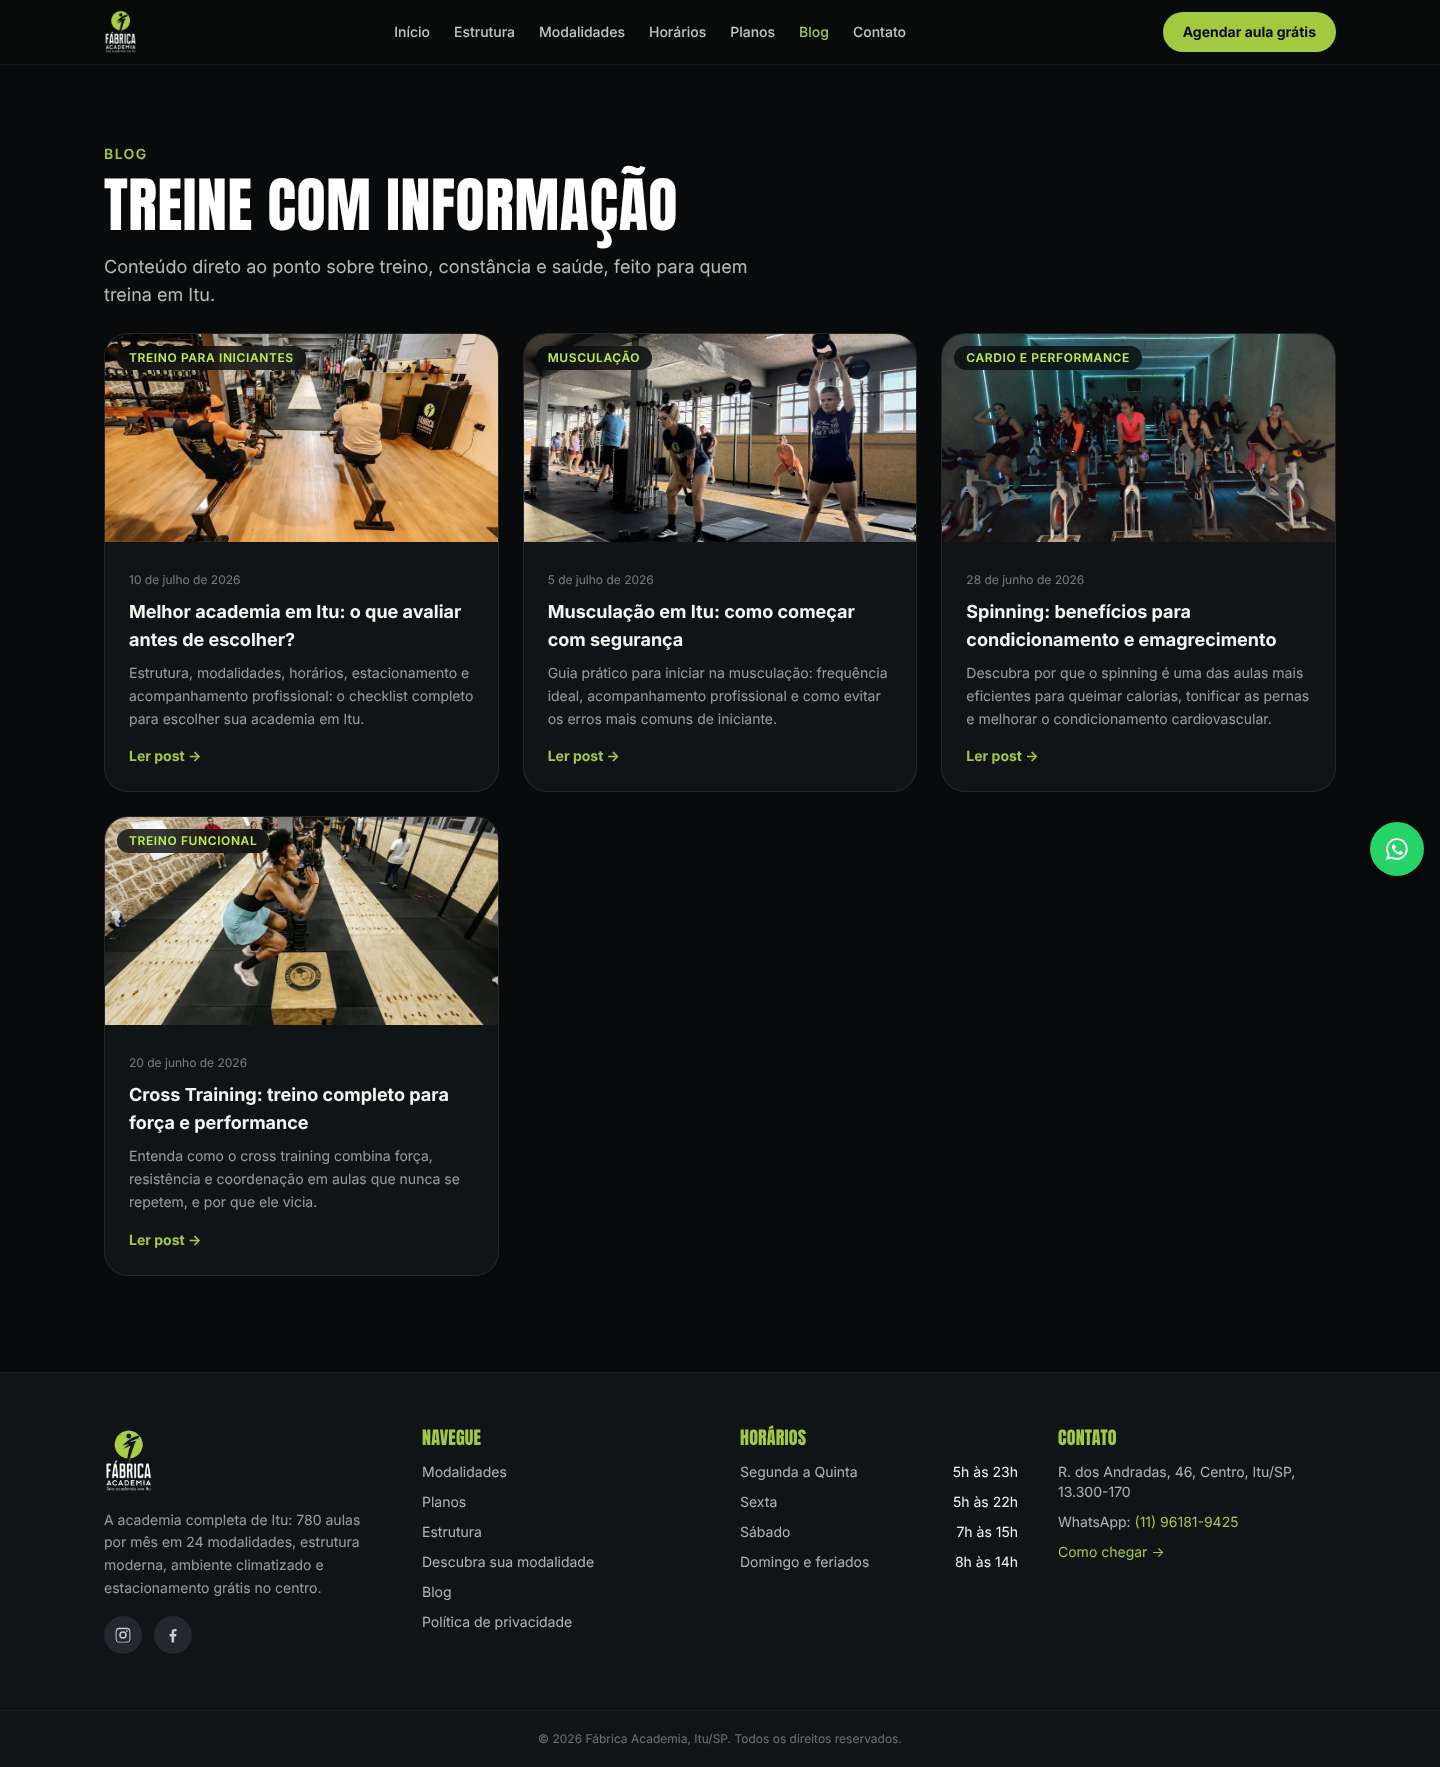 FÁBRICA
ACADEMIA
Início
Estrutura
Modalidades
Horários
Planos
Blog
Contato
Agendar aula grátis
BLOG
TREINE COM INFORMAÇÃO
Conteúdo direto ao ponto sobre treino, constância e saúde, feito para quem
treina em Itu.
TREINO PARA INICIANTES
10 de julho de 2026
Melhor academia em Itu: o que avaliar
antes de escolher?
Estrutura, modalidades, horários, estacionamento e
acompanhamento profissional: o checklist completo
para escolher sua academia em Itu.
Ler post →
MUSCULAÇÃO
5 de julho de 2026
Musculação em Itu: como começar
com segurança
Guia prático para iniciar na musculação: frequência
ideal, acompanhamento profissional e como evitar
os erros mais comuns de iniciante.
Ler post →
CARDIO E PERFORMANCE
28 de junho de 2026
Spinning: benefícios para
condicionamento e emagrecimento
Descubra por que o spinning é uma das aulas mais
eficientes para queimar calorias, tonificar as pernas
e melhorar o condicionamento cardiovascular.
Ler post →
TREINO FUNCIONAL
20 de junho de 2026
Cross Training: treino completo para
força e performance
Entenda como o cross training combina força,
resistência e coordenação em aulas que nunca se
repetem, e por que ele vicia.
Ler post →
FÁBRICA
ACADEMIA
A academia completa de Itu: 780 aulas
por mês em 24 modalidades, estrutura
moderna, ambiente climatizado e
estacionamento grátis no centro.
NAVEGUE
Modalidades
Planos
Estrutura
Descubra sua modalidade
Blog
Política de privacidade
HORÁRIOS
Segunda a Quinta 5h às 23h
Sexta 5h às 22h
Sábado 7h às 15h
Domingo e feriados 8h às 14h
CONTATO
R. dos Andradas, 46, Centro, Itu/SP,
13.300-170
WhatsApp: (11) 96181-9425
Como chegar →
© 2026 Fábrica Academia, Itu/SP. Todos os direitos reservados.